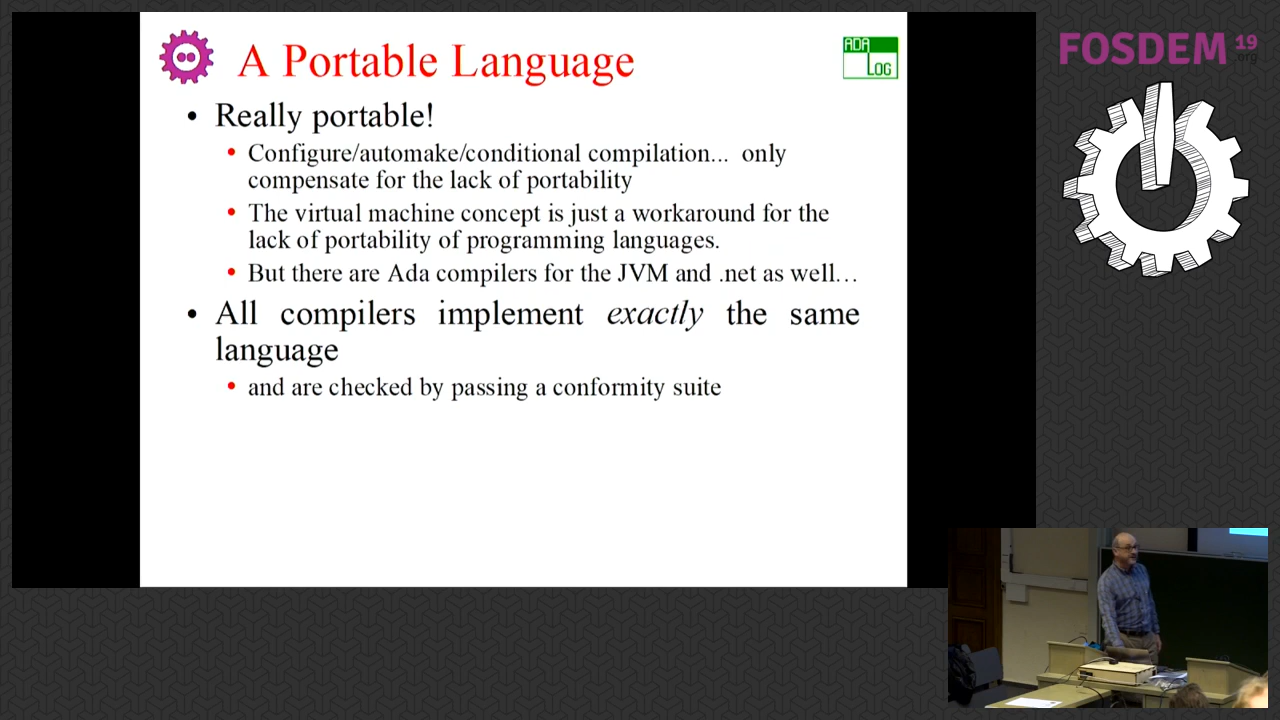 A Portable Language
ADA
LOG
• Really portable!
• Configure/automake/conditional compilation... only
compensate for the lack of portability
• The virtual machine concept is just a workaround for the
lack of portability of programming languages.
• But there are Ada compilers for the JVM and .net as well…
• All compilers implement exactly the same
language
• and are checked by passing a conformity suite
FOSDEM 19
.org